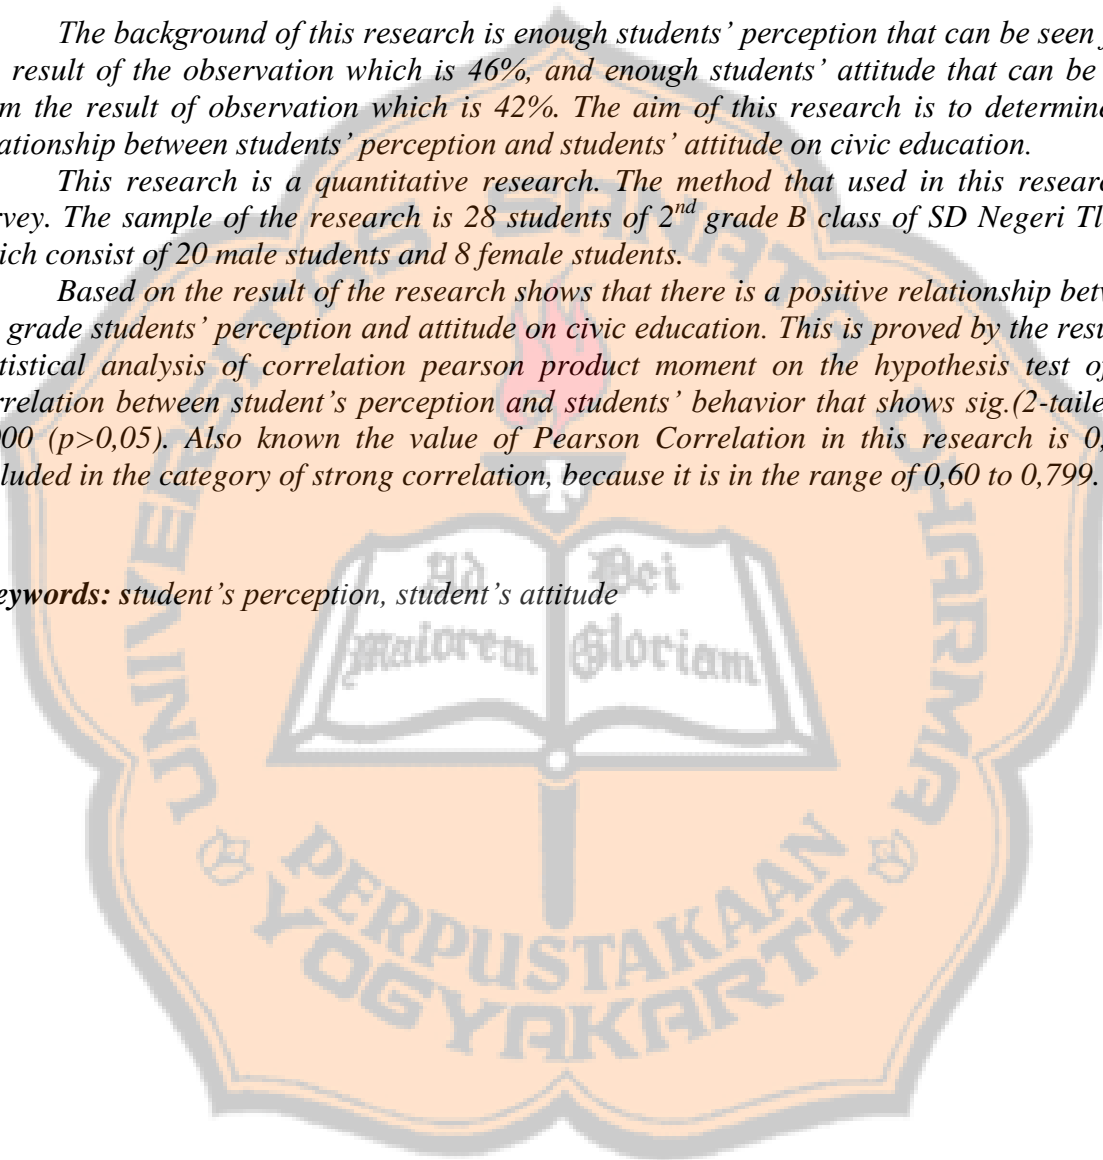 The background of this research is enough students’ perception that can be seen
result of the observation which is 46%, and enough students’ attitude that can be
m the result of observation which is 42%. The aim of this research is to determine
ationship between students’ perception and students’ attitude on civic education.
This research is a quantitative research. The method that used in this researc
rvey. The sample of the research is 28 students of 2nd grade B class of SD Negeri Tl
ich consist of 20 male students and 8 female students.
Based on the result of the research shows that there is a positive relationship betw
grade students’ perception and attitude on civic education. This is proved by the resu
tistical analysis of correlation pearson product moment on the hypothesis test of
rrelation between student’s perception and students’ behavior that shows sig.(2-taile
000 (p>0,05). Also known the value of Pearson Correlation in this research is 0,
luded in the category of strong correlation, because it is in the range of 0,60 to 0,799.
eywords: student’s perception, student’s attitude
UNIVERSITAS SANATA DHARMA
Ad Maiorem
Dei Gloriam
PERPUSTAKAAN
YOGYAKARTA